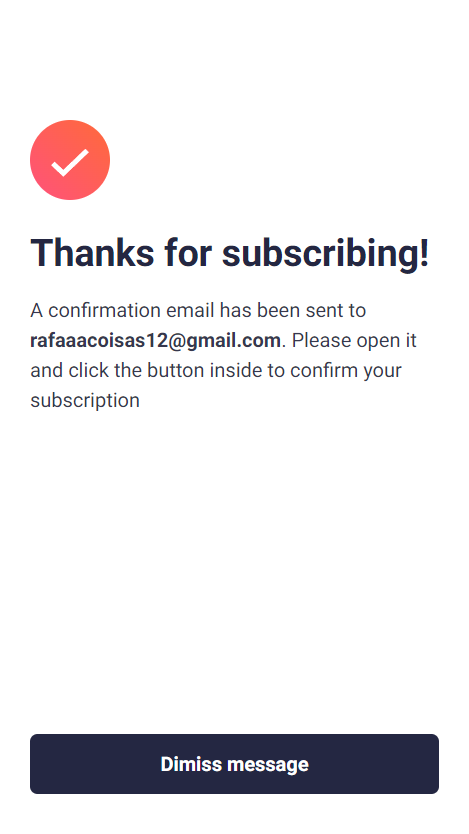 Thanks for subscribing!
A confirmation email has been sent to
rafaaacoisas12@gmail.com. Please open it
and click the button inside to confirm your
subscription
Dimiss message